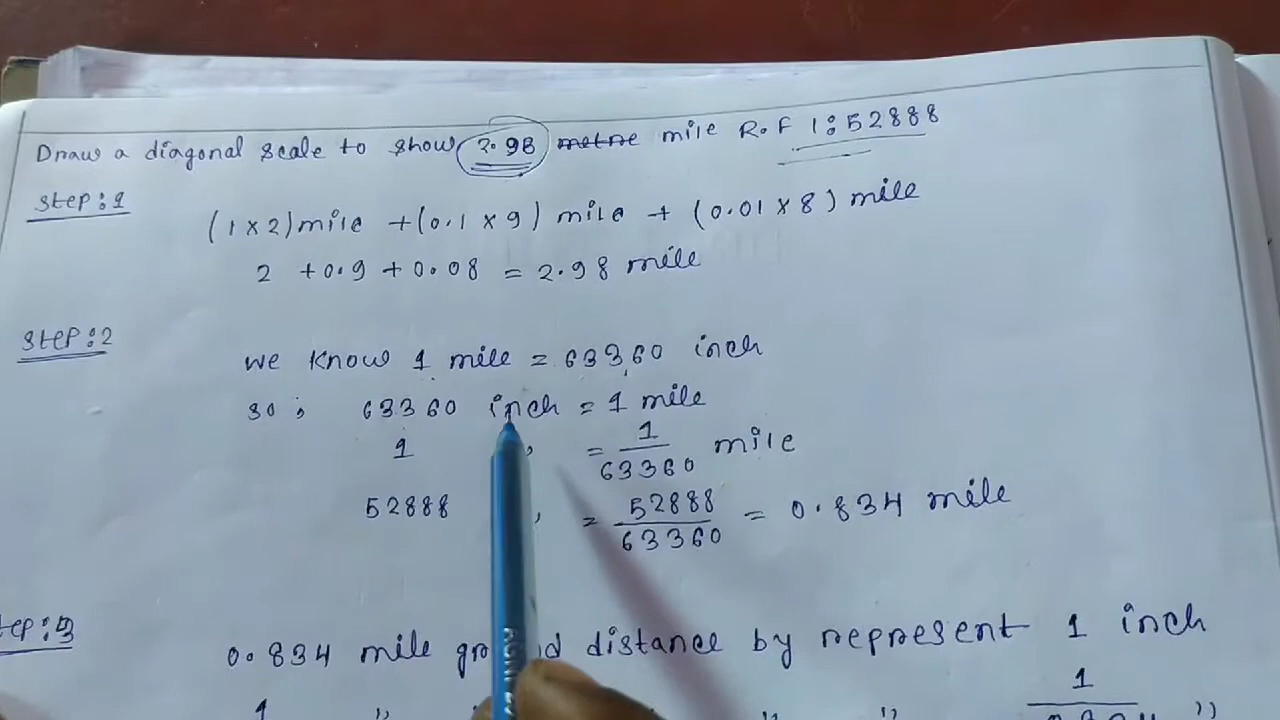 Draw a diagonal scale to show 2.98 metre mile R.F 1:52888
Step:1
(1×2)mile +(0.1 × 9) mile + (0.01×8) mile
2 +0.9 + 0.08 = 2.98 mile
Step:2
We Know 1 mile = 63360 inch
so, 63360 inch = 1 mile
1 , = 1/63360 mile
52888 , = 52888/63360 = 0.834 mile
tep:3
0.834 mile distance by represent 1 inch
1 " " " 1 "